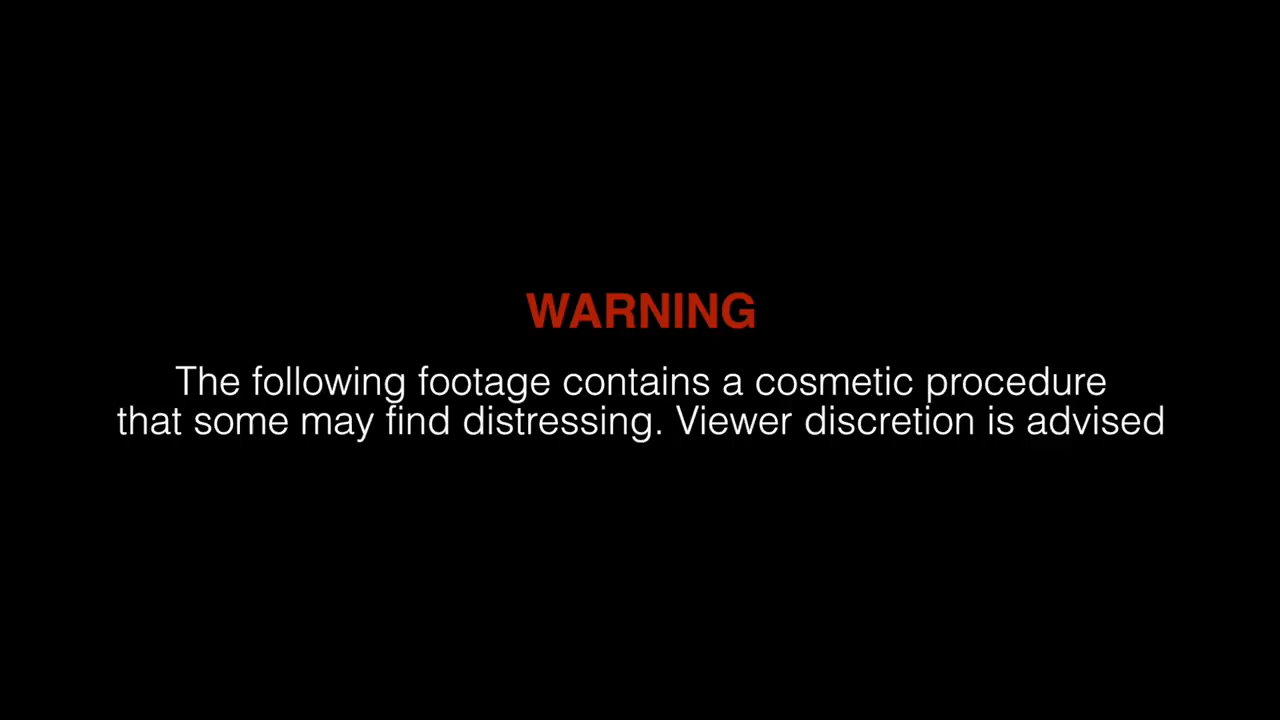 WARNING
The following footage contains a cosmetic procedure
that some may find distressing. Viewer discretion is advised